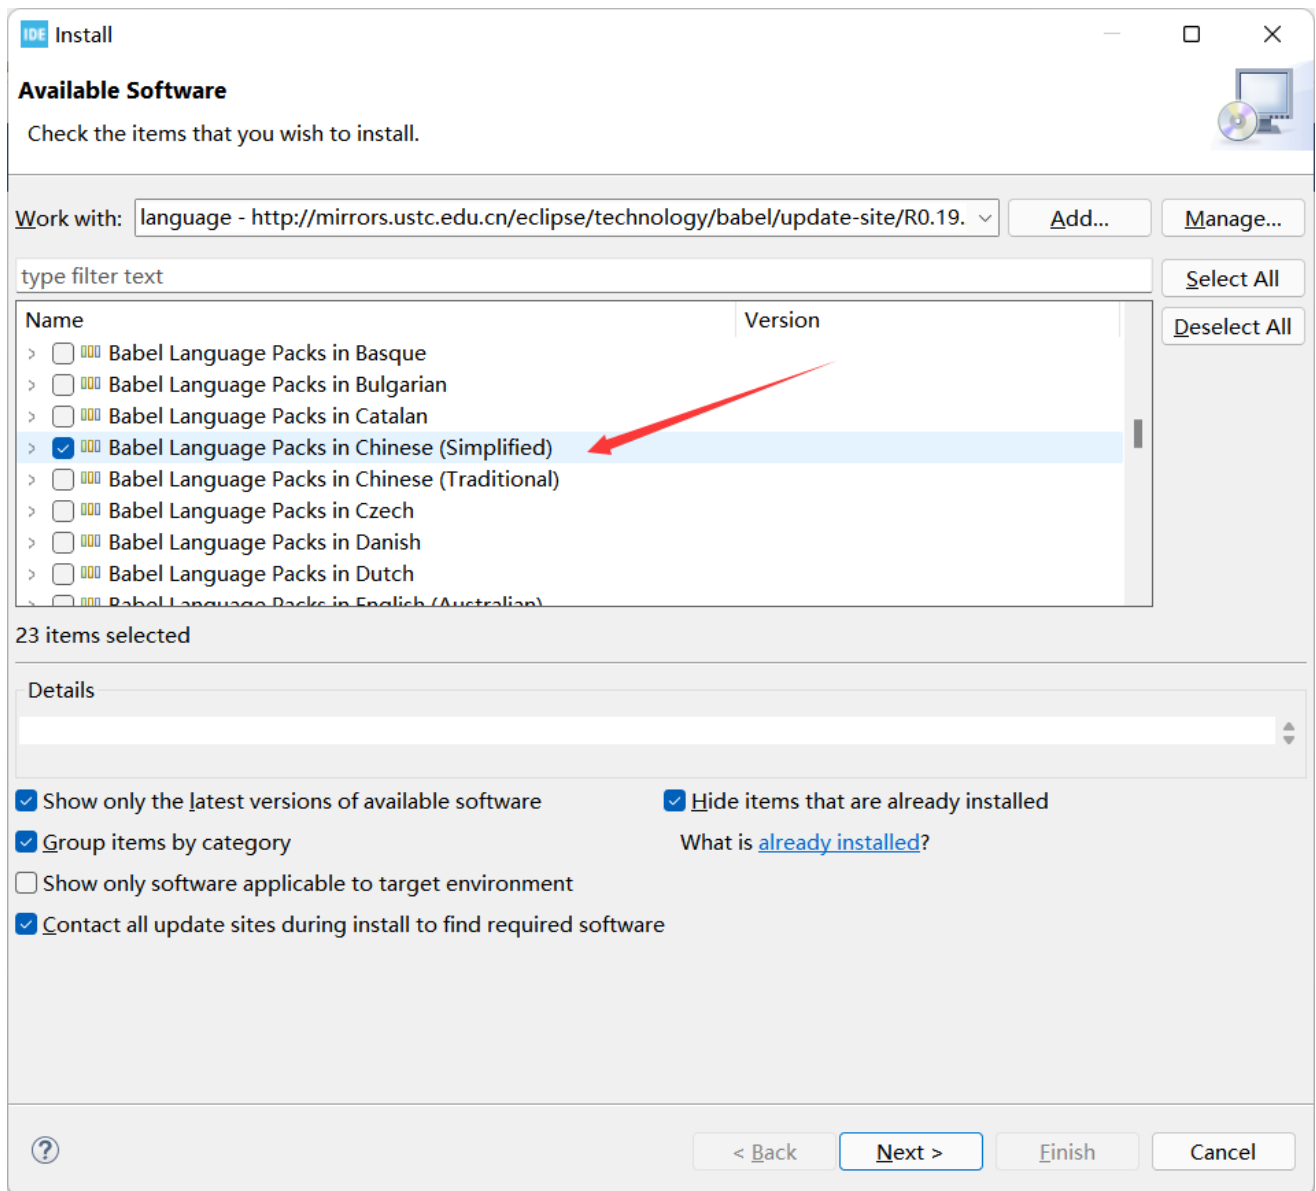 IDE Install
Available Software
Check the items that you wish to install.
Work with: language - http://mirrors.ustc.edu.cn/eclipse/technology/babel/update-site/R0.19. Add... Manage...
type filter text Select All
Name Version Deselect All
Babel Language Packs in Basque
Babel Language Packs in Bulgarian
Babel Language Packs in Catalan
Babel Language Packs in Chinese (Simplified)
Babel Language Packs in Chinese (Traditional)
Babel Language Packs in Czech
Babel Language Packs in Danish
Babel Language Packs in Dutch
Babel Language Packs in English (Australian)
23 items selected
Details
Show only the latest versions of available software Hide items that are already installed
Group items by category What is already installed?
Show only software applicable to target environment
Contact all update sites during install to find required software
? < Back Next > Finish Cancel